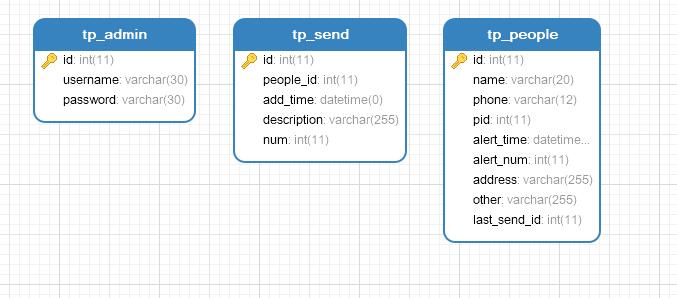 tp_admin
id: int(11)
username: varchar(30)
password: varchar(30)
tp_send
id: int(11)
people_id: int(11)
add_time: datetime(0)
description: varchar(255)
num: int(11)
tp_people
id: int(11)
name: varchar(20)
phone: varchar(12)
pid: int(11)
alert_time: datetime...
alert_num: int(11)
address: varchar(255)
other: varchar(255)
last_send_id: int(11)